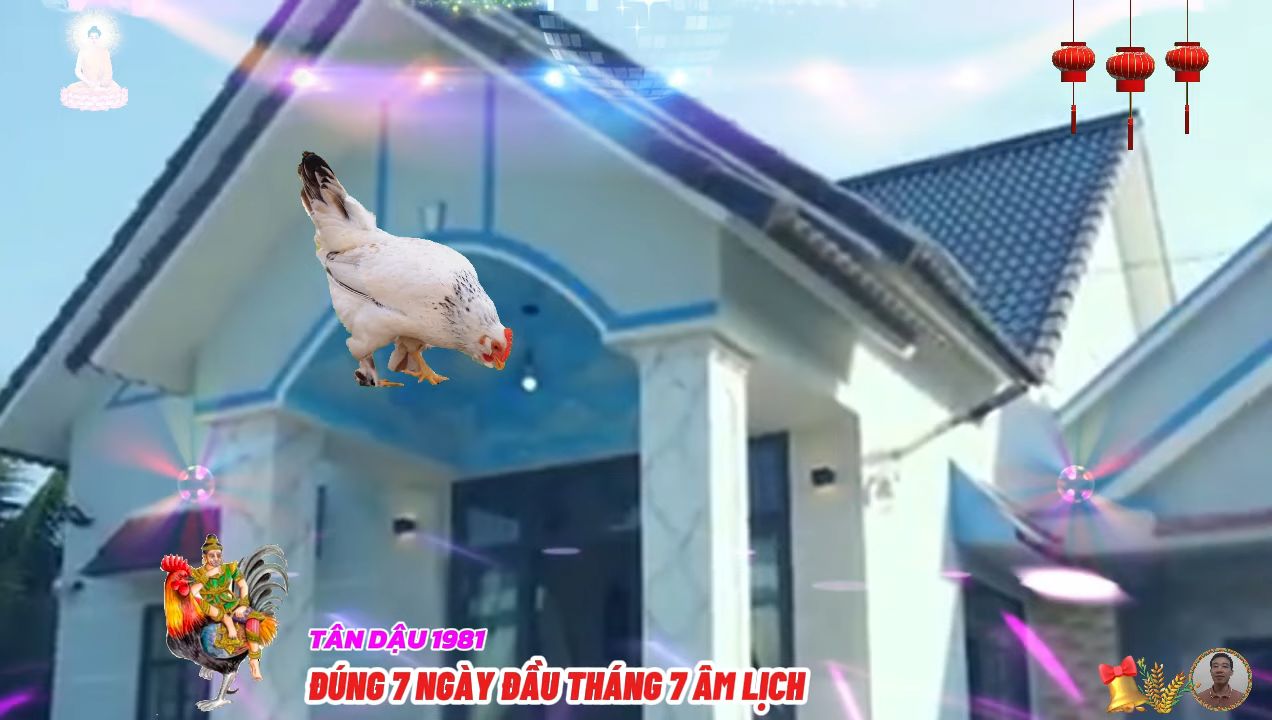 TÂN DẬU 1981
ĐÚNG 7 NGÀY ĐẦU THÁNG 7 ÂM LỊCH